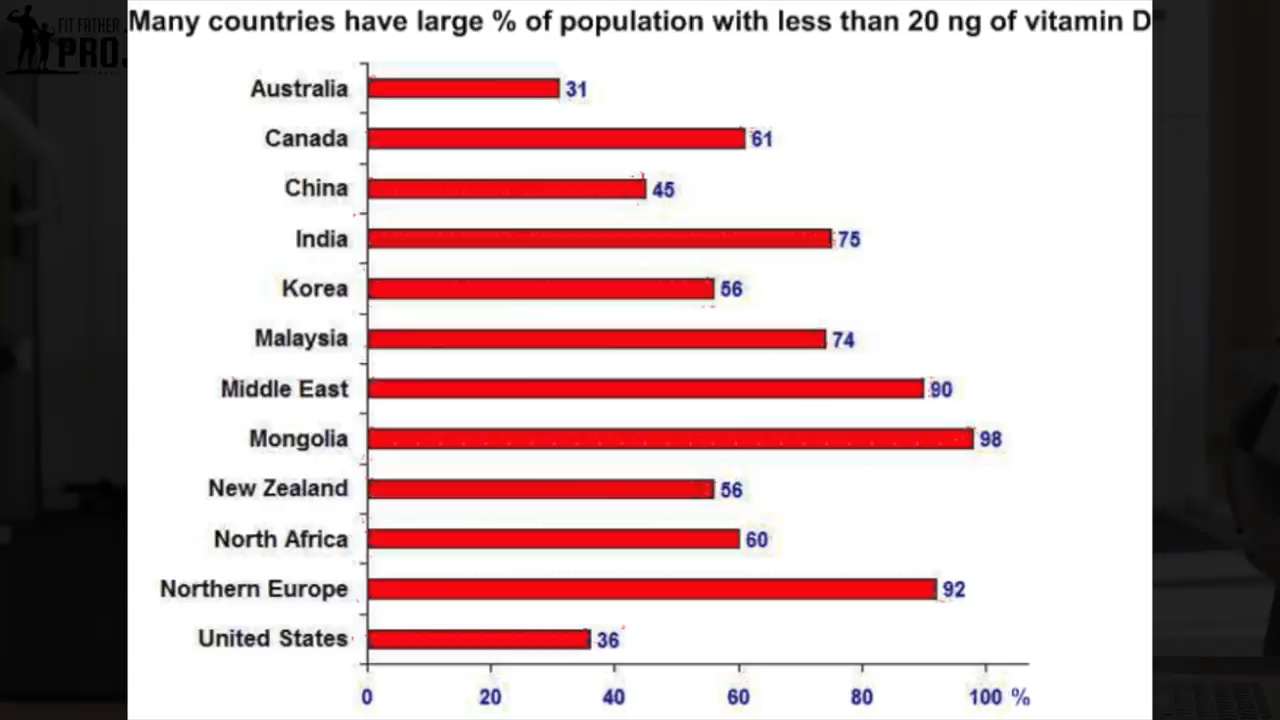 FIT FATHER
PROJ
Many countries have large % of population with less than 20 ng of vitamin D
Australia 31
Canada 61
China 45
India 75
Korea 56
Malaysia 74
Middle East 90
Mongolia 98
New Zealand 56
North Africa 60
Northern Europe 92
United States 36
0 20 40 60 80 100 %